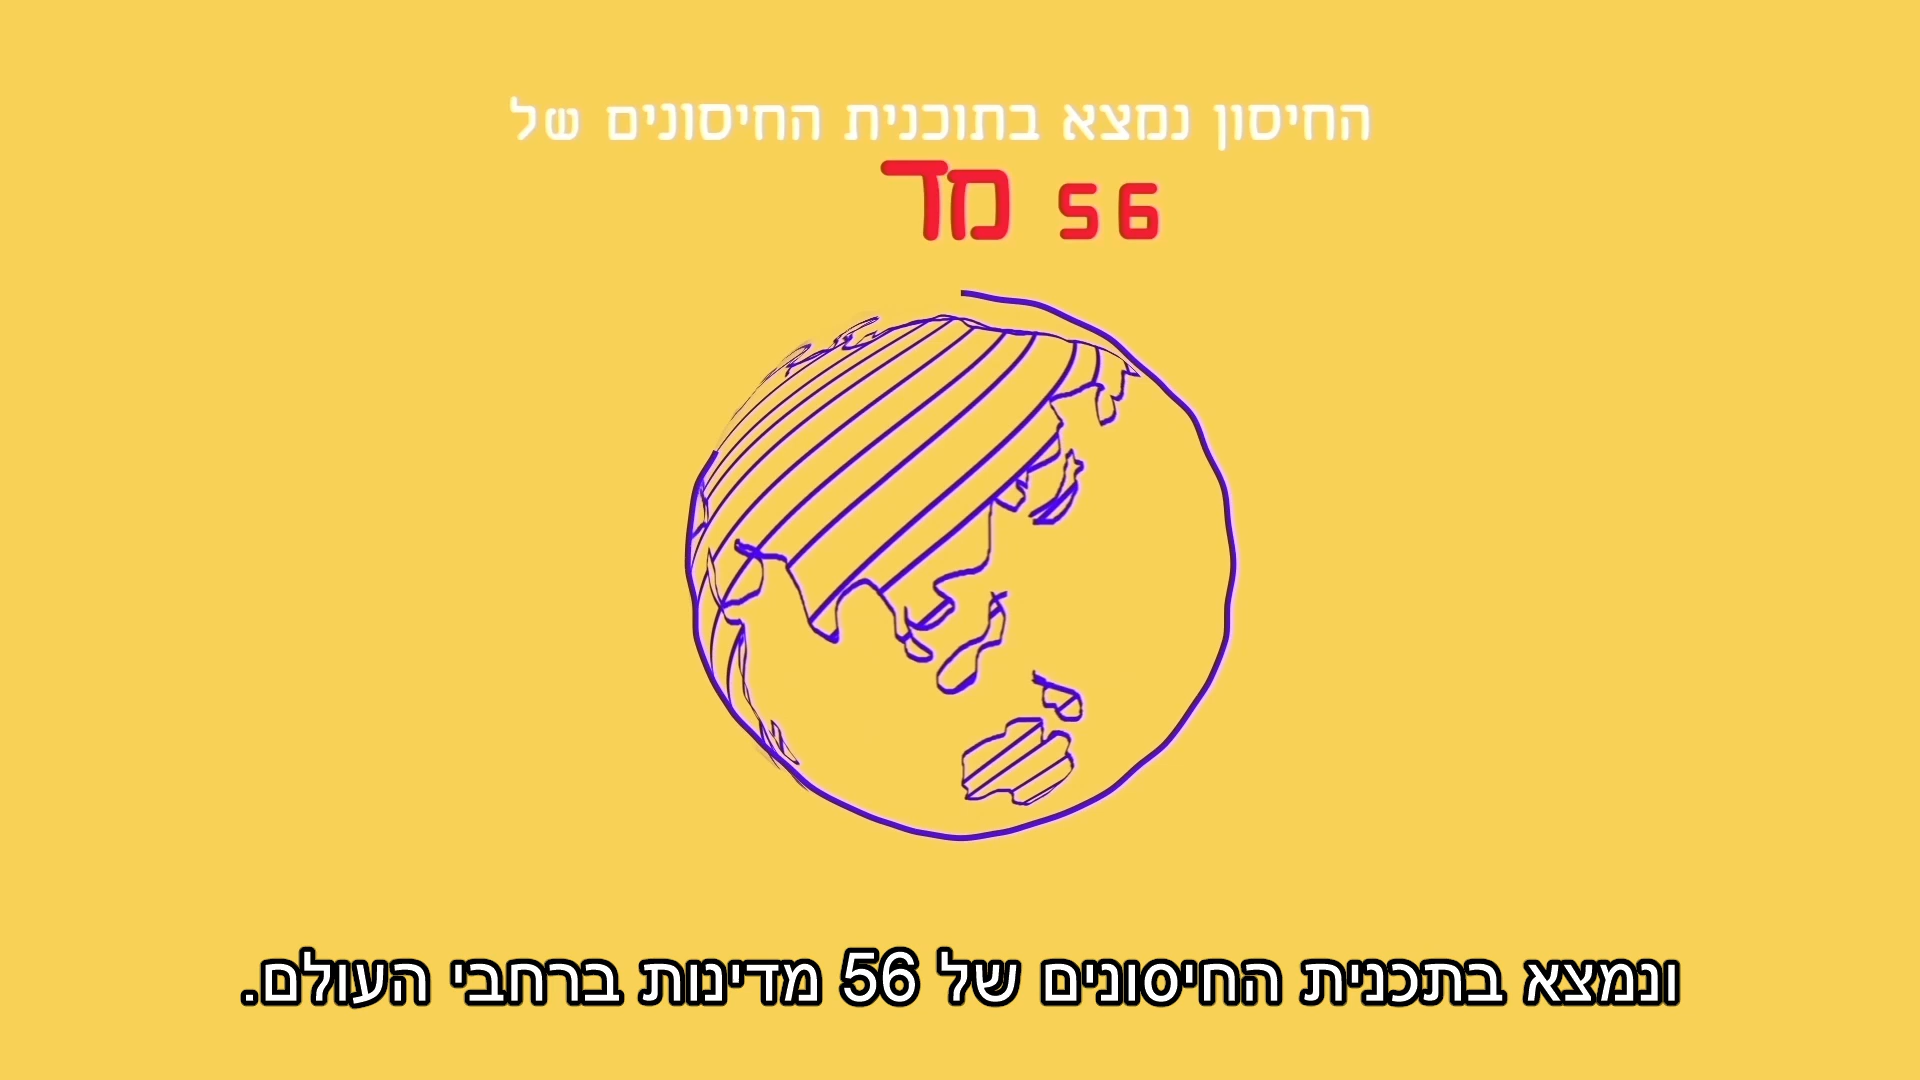 החיסון נמצא בתוכנית החיסונים של
56 מד
ונמצא בתכנית החיסונים של 56 מדינות ברחבי העולם.